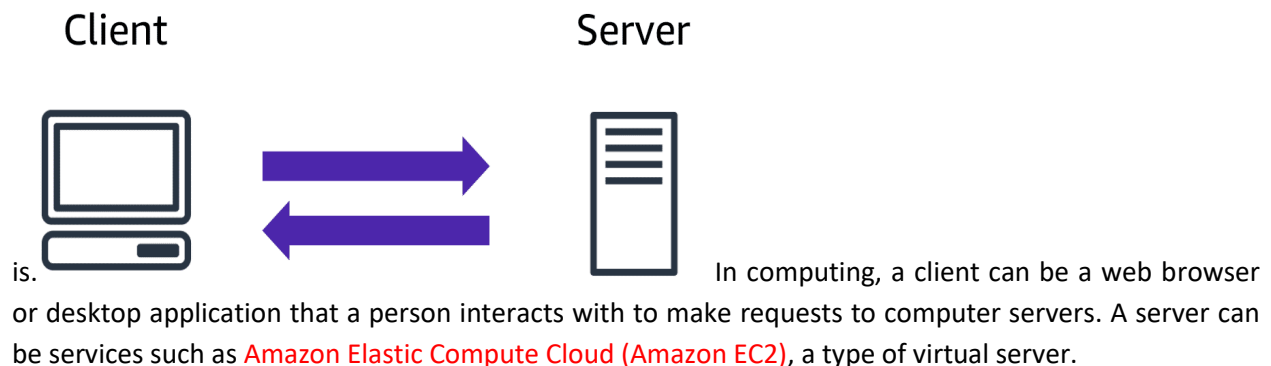 Client Server
is. In computing, a client can be a web browser
or desktop application that a person interacts with to make requests to computer servers. A server can
be services such as Amazon Elastic Compute Cloud (Amazon EC2), a type of virtual server.